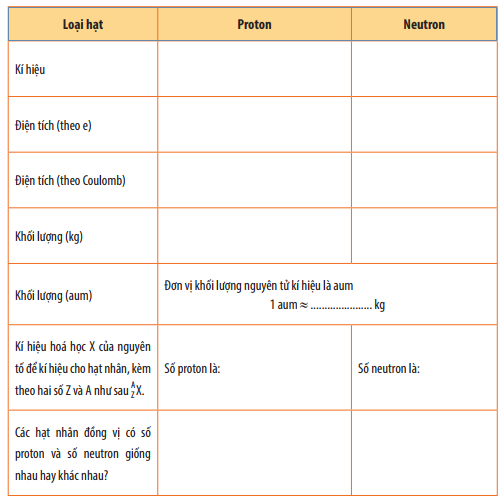 Loại hạt Proton Neutron
Kí hiệu
Điện tích (theo e)
Điện tích (theo Coulomb)
Khối lượng (kg)
Khối lượng (aum)
Đơn vị khối lượng nguyên tử kí hiệu là aum
1 aum ≈ ...................... kg
Kí hiệu hoá học X của nguyên
tố để kí hiệu cho hạt nhân, kèm
theo hai số Z và A như sau ᴬ_ZX.
Số proton là:
Số neutron là:
Các hạt nhân đồng vị có số
proton và số neutron giống
nhau hay khác nhau?